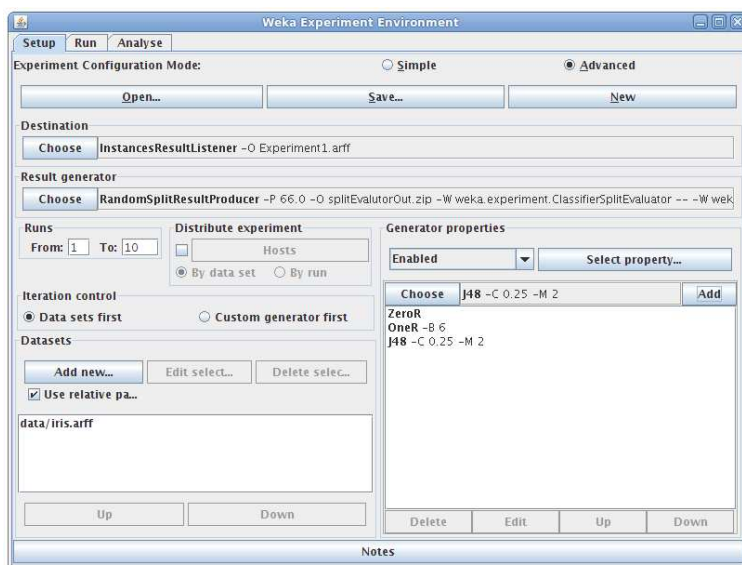 Weka Experiment Environment
Setup Run Analyse
Experiment Configuration Mode: Simple Advanced
Open... Save... New
Destination
Choose InstancesResultListener -O Experiment1.arff
Result generator
Choose RandomSplitResultProducer -P 66.0 -O splitEvalutorOut.zip -W weka.experiment.ClassifierSplitEvaluator -- -W wek
Runs
From: 1 To: 10
Distribute experiment
Hosts
By data set By run
Generator properties
Enabled Select property...
Iteration control
Data sets first Custom generator first
Choose J48 -C 0.25 -M 2 Add
ZeroR
OneR -B 6
J48 -C 0.25 -M 2
Datasets
Add new... Edit select... Delete selec...
Use relative pa...
data/iris.arff
Up Down
Delete Edit Up Down
Notes